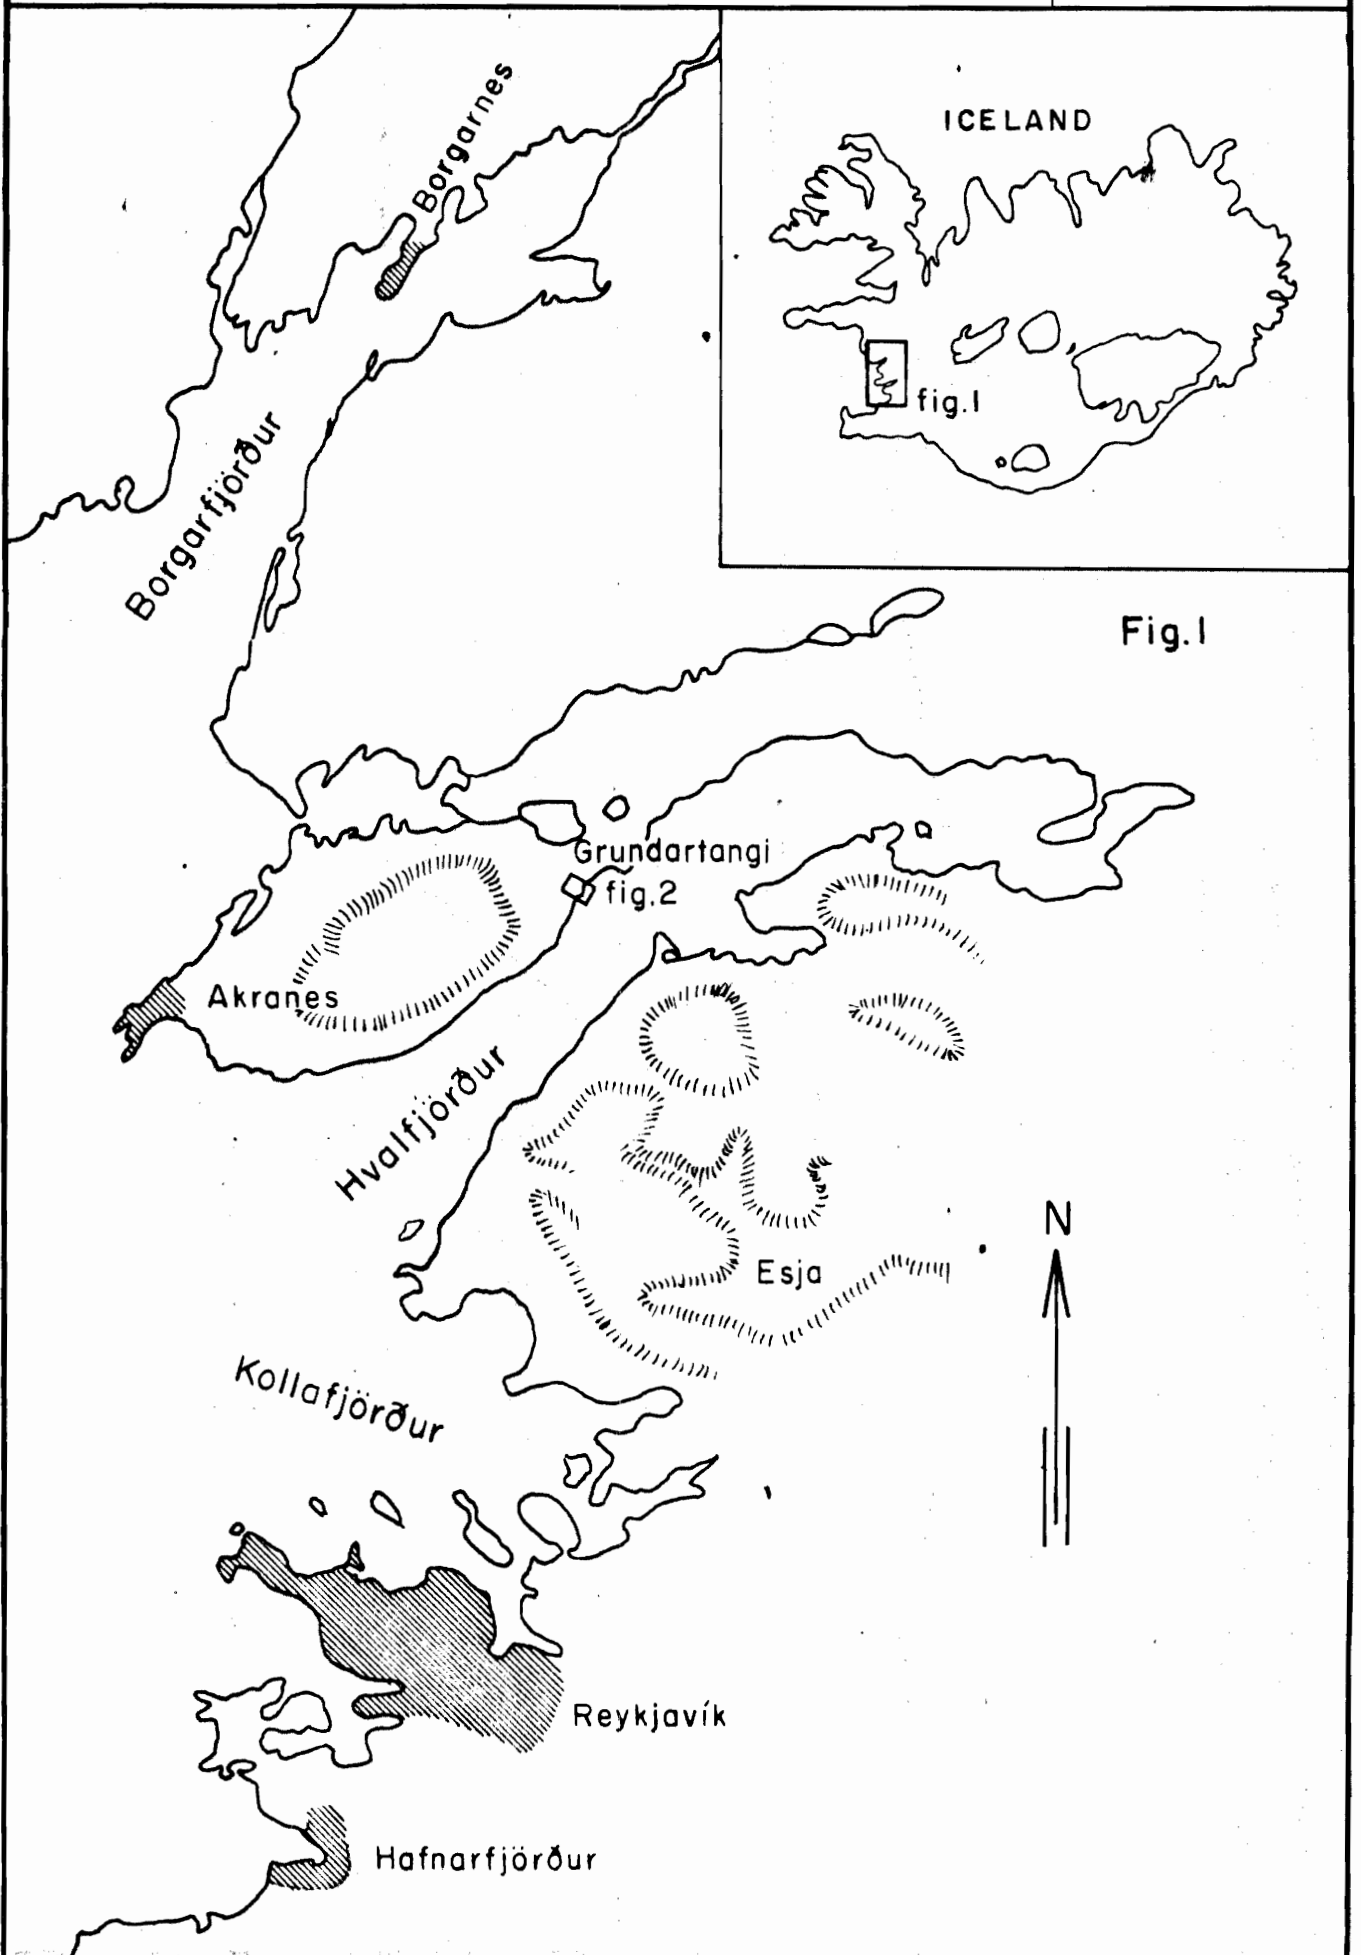 ICELAND
fig.1
Borgarnes
Borgarfjörður
Fig.1
Grundartangi
fig.2
Akranes
Hvalfjörður
N
Esja
Kollafjörður
Reykjavík
Hafnarfjörður